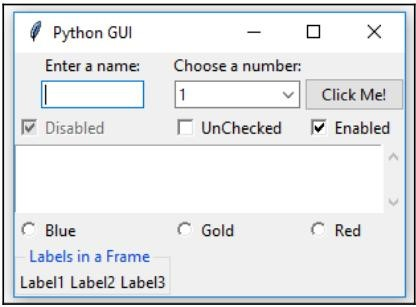 Python GUI
Enter a name: Choose a number:
1 Click Me!
Disabled UnChecked Enabled
Blue Gold Red
Labels in a Frame
Label1 Label2 Label3